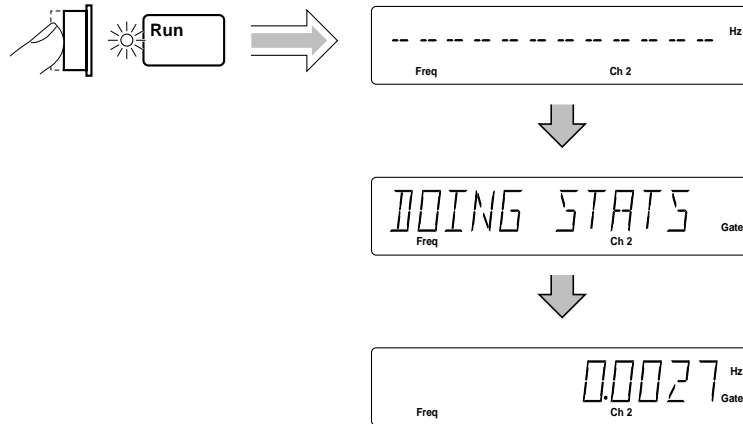 Run
-- -- -- -- -- -- -- -- -- -- -- -- Hz
Freq Ch 2
DOING STATS Gate
Freq Ch 2
0.0027 Hz
Gate
Freq Ch 2